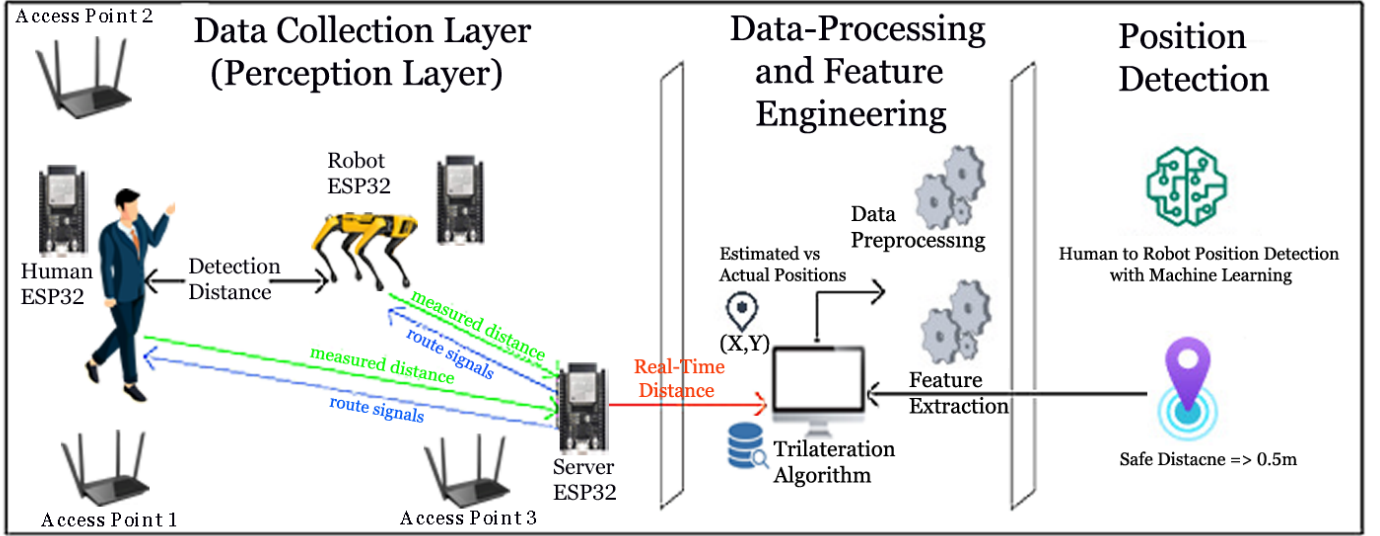 Access Point 2
Data Collection Layer
(Perception Layer)
Data-Processing
and Feature
Engineering
Position
Detection
Robot
ESP32
Human
ESP32
Detection
Distance
measured distance
route signals
measured distance
route signals
Real-Time
Distance
Server
ESP32
Access Point 1
Access Point 3
Data
Preprocessing
Estimated vs
Actual Positions
(X,Y)
Feature
Extraction
Trilateration
Algorithm
Human to Robot Position Detection
with Machine Learning
Safe Distacne => 0.5m